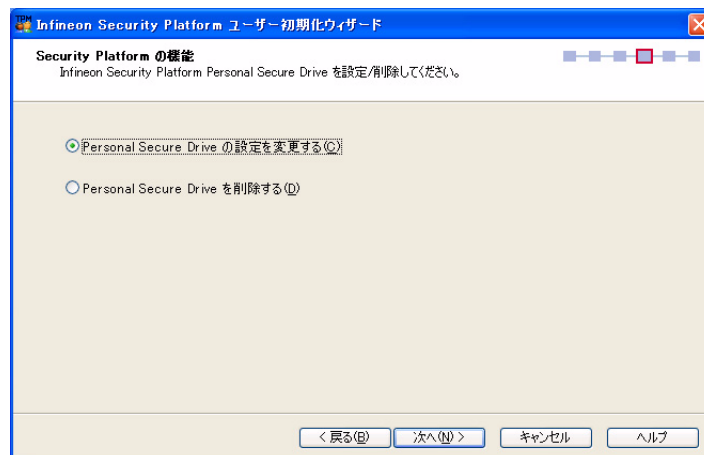 Infineon Security Platform ユーザー初期化ウィザード
Security Platform の機能
Infineon Security Platform Personal Secure Drive を設定/削除してください。
Personal Secure Drive の設定を変更する(C)
Personal Secure Drive を削除する(D)
< 戻る(B) 次へ(N) > キャンセル ヘルプ